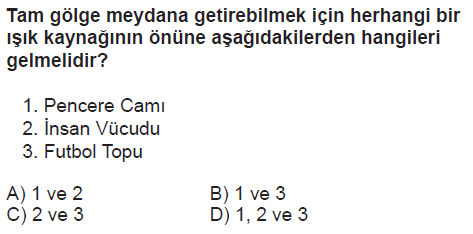 Tam gölge meydana getirebilmek için herhangi bir
ışık kaynağının önüne aşağıdakilerden hangileri
gelmelidir?
1. Pencere Camı
2. İnsan Vücudu
3. Futbol Topu
A) 1 ve 2 B) 1 ve 3
C) 2 ve 3 D) 1, 2 ve 3